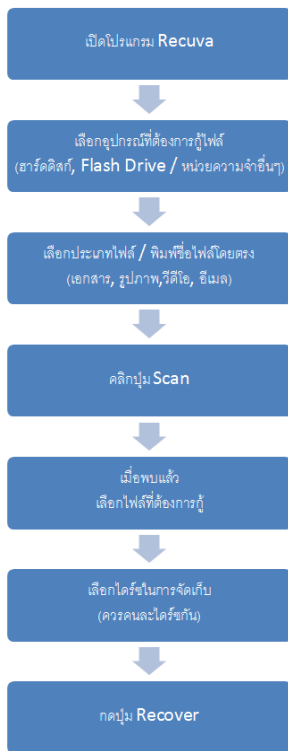 เปิดโปรแกรม Recuva
เลือกอุปกรณ์ที่ต้องการกู้ไฟล์
(ฮาร์ดดิสก์, Flash Drive / หน่วยความจำอื่นๆ)
เลือกประเภทไฟล์ / พิมพ์ชื่อไฟล์โดยตรง
(เอกสาร, รูปภาพ,วีดีโอ, อีเมล)
คลิกปุ่ม Scan
เมื่อพบแล้ว
เลือกไฟล์ที่ต้องการกู้
เลือกไดร์ฃในการจัดเก็บ
(ควรคนละไดร์ฃกัน)
กดปุ่ม Recover